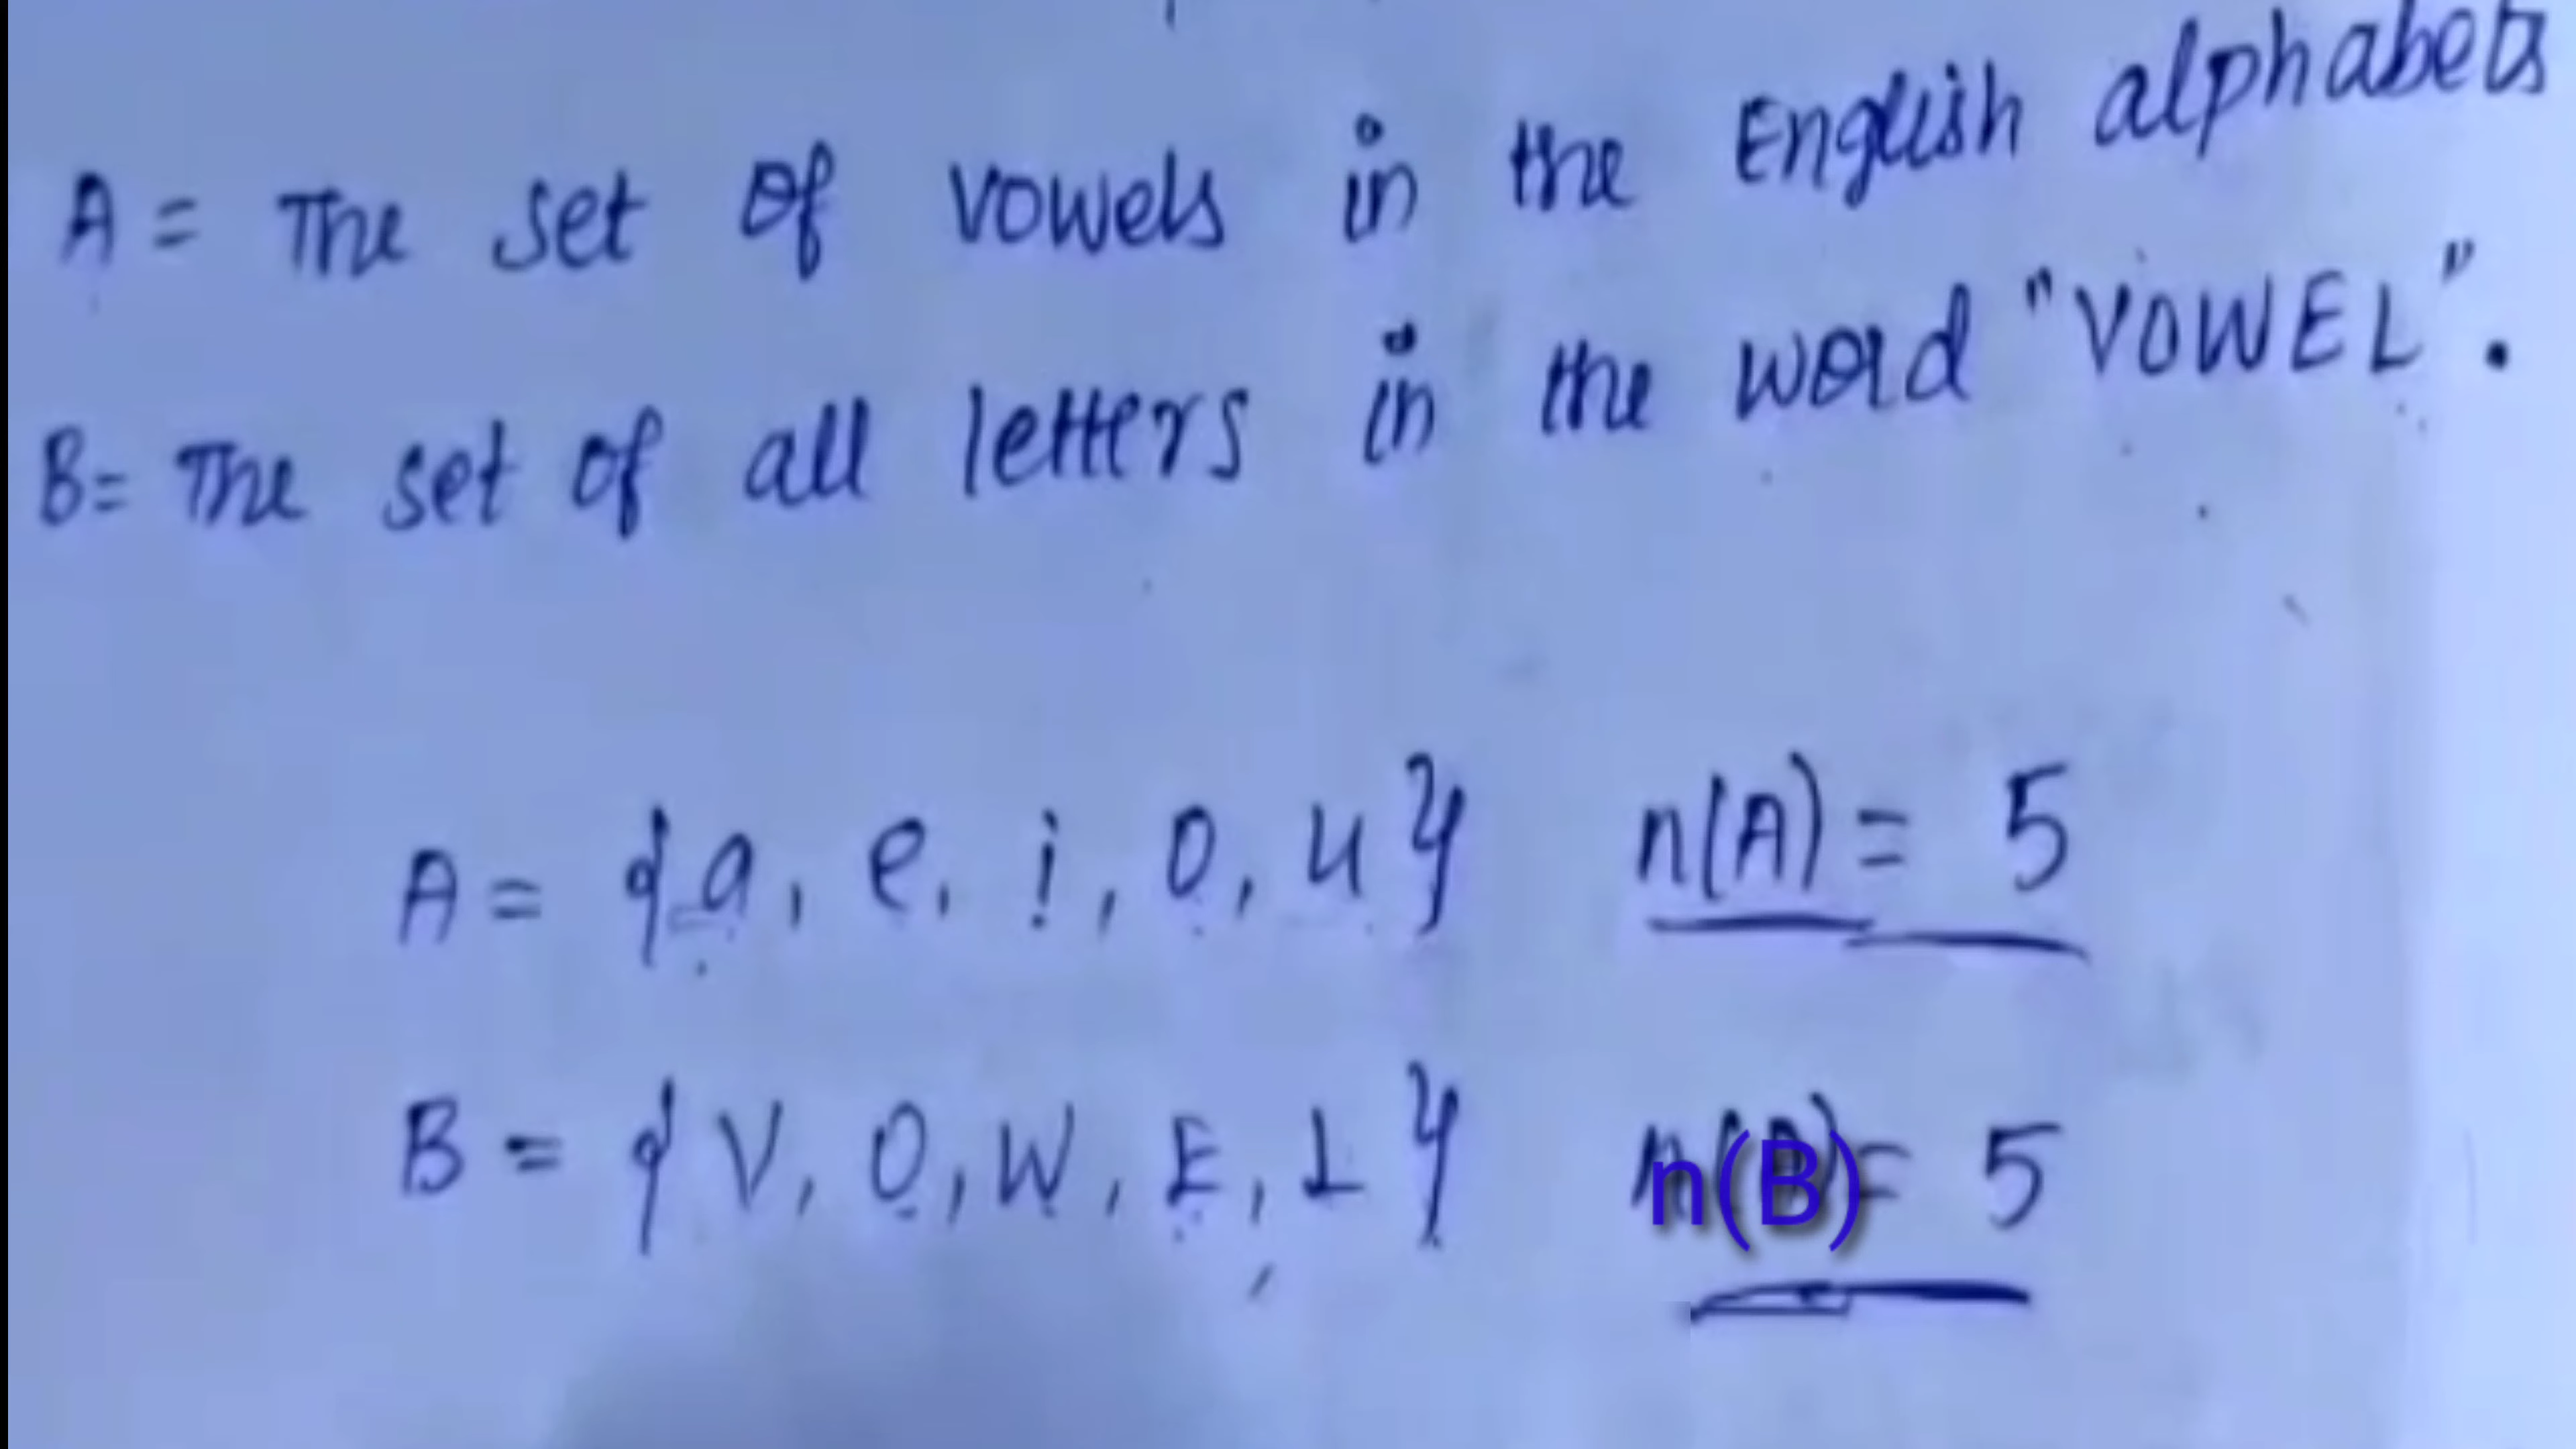 A = The set of vowels in the English alphabets
B = The set of all letters in the word "VOWEL".
A = {a, e, i, o, u} n(A) = 5
B = {V, O, W, E, L} n(B) = 5